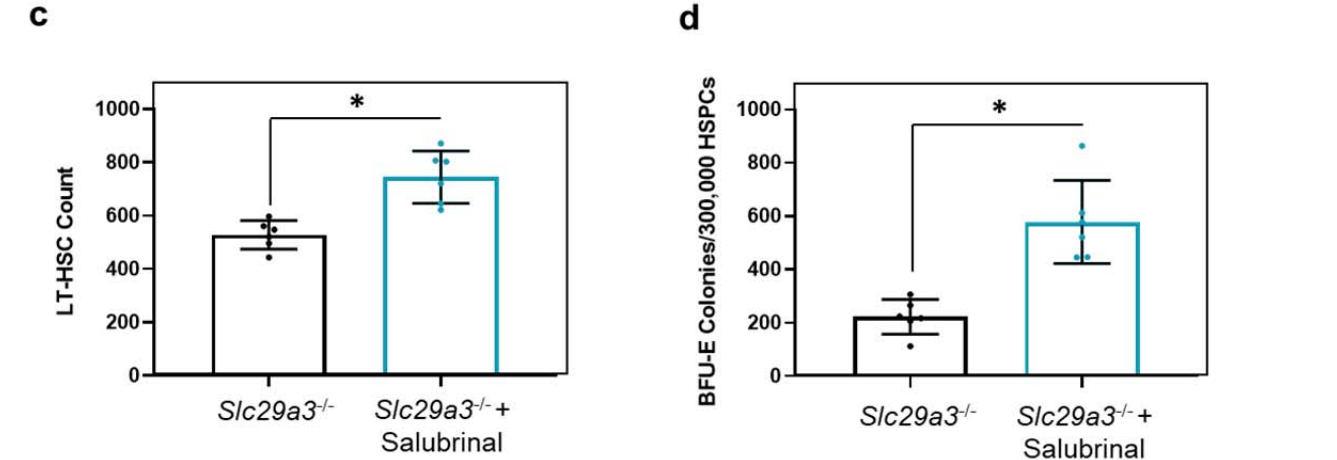 c
d
LT-HSC Count
1000
800
600
400
200
0
*
Slc29a3-/-
Slc29a3-/- +
Salubrinal
BFU-E Colonies/300,000 HSPCs
1000
800
600
400
200
0
*
Slc29a3-/-
Slc29a3-/- +
Salubrinal